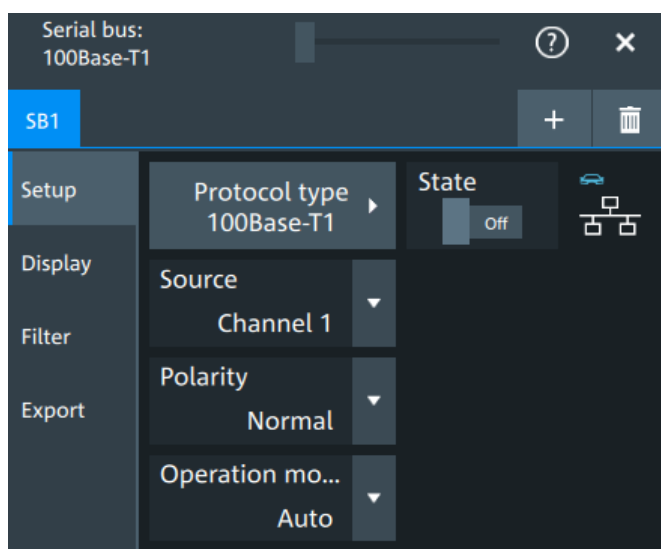 Serial bus:
100Base-T1
?
SB1
+
Setup
Display
Filter
Export
Protocol type
100Base-T1
State
Off
Source
Channel 1
Polarity
Normal
Operation mo...
Auto